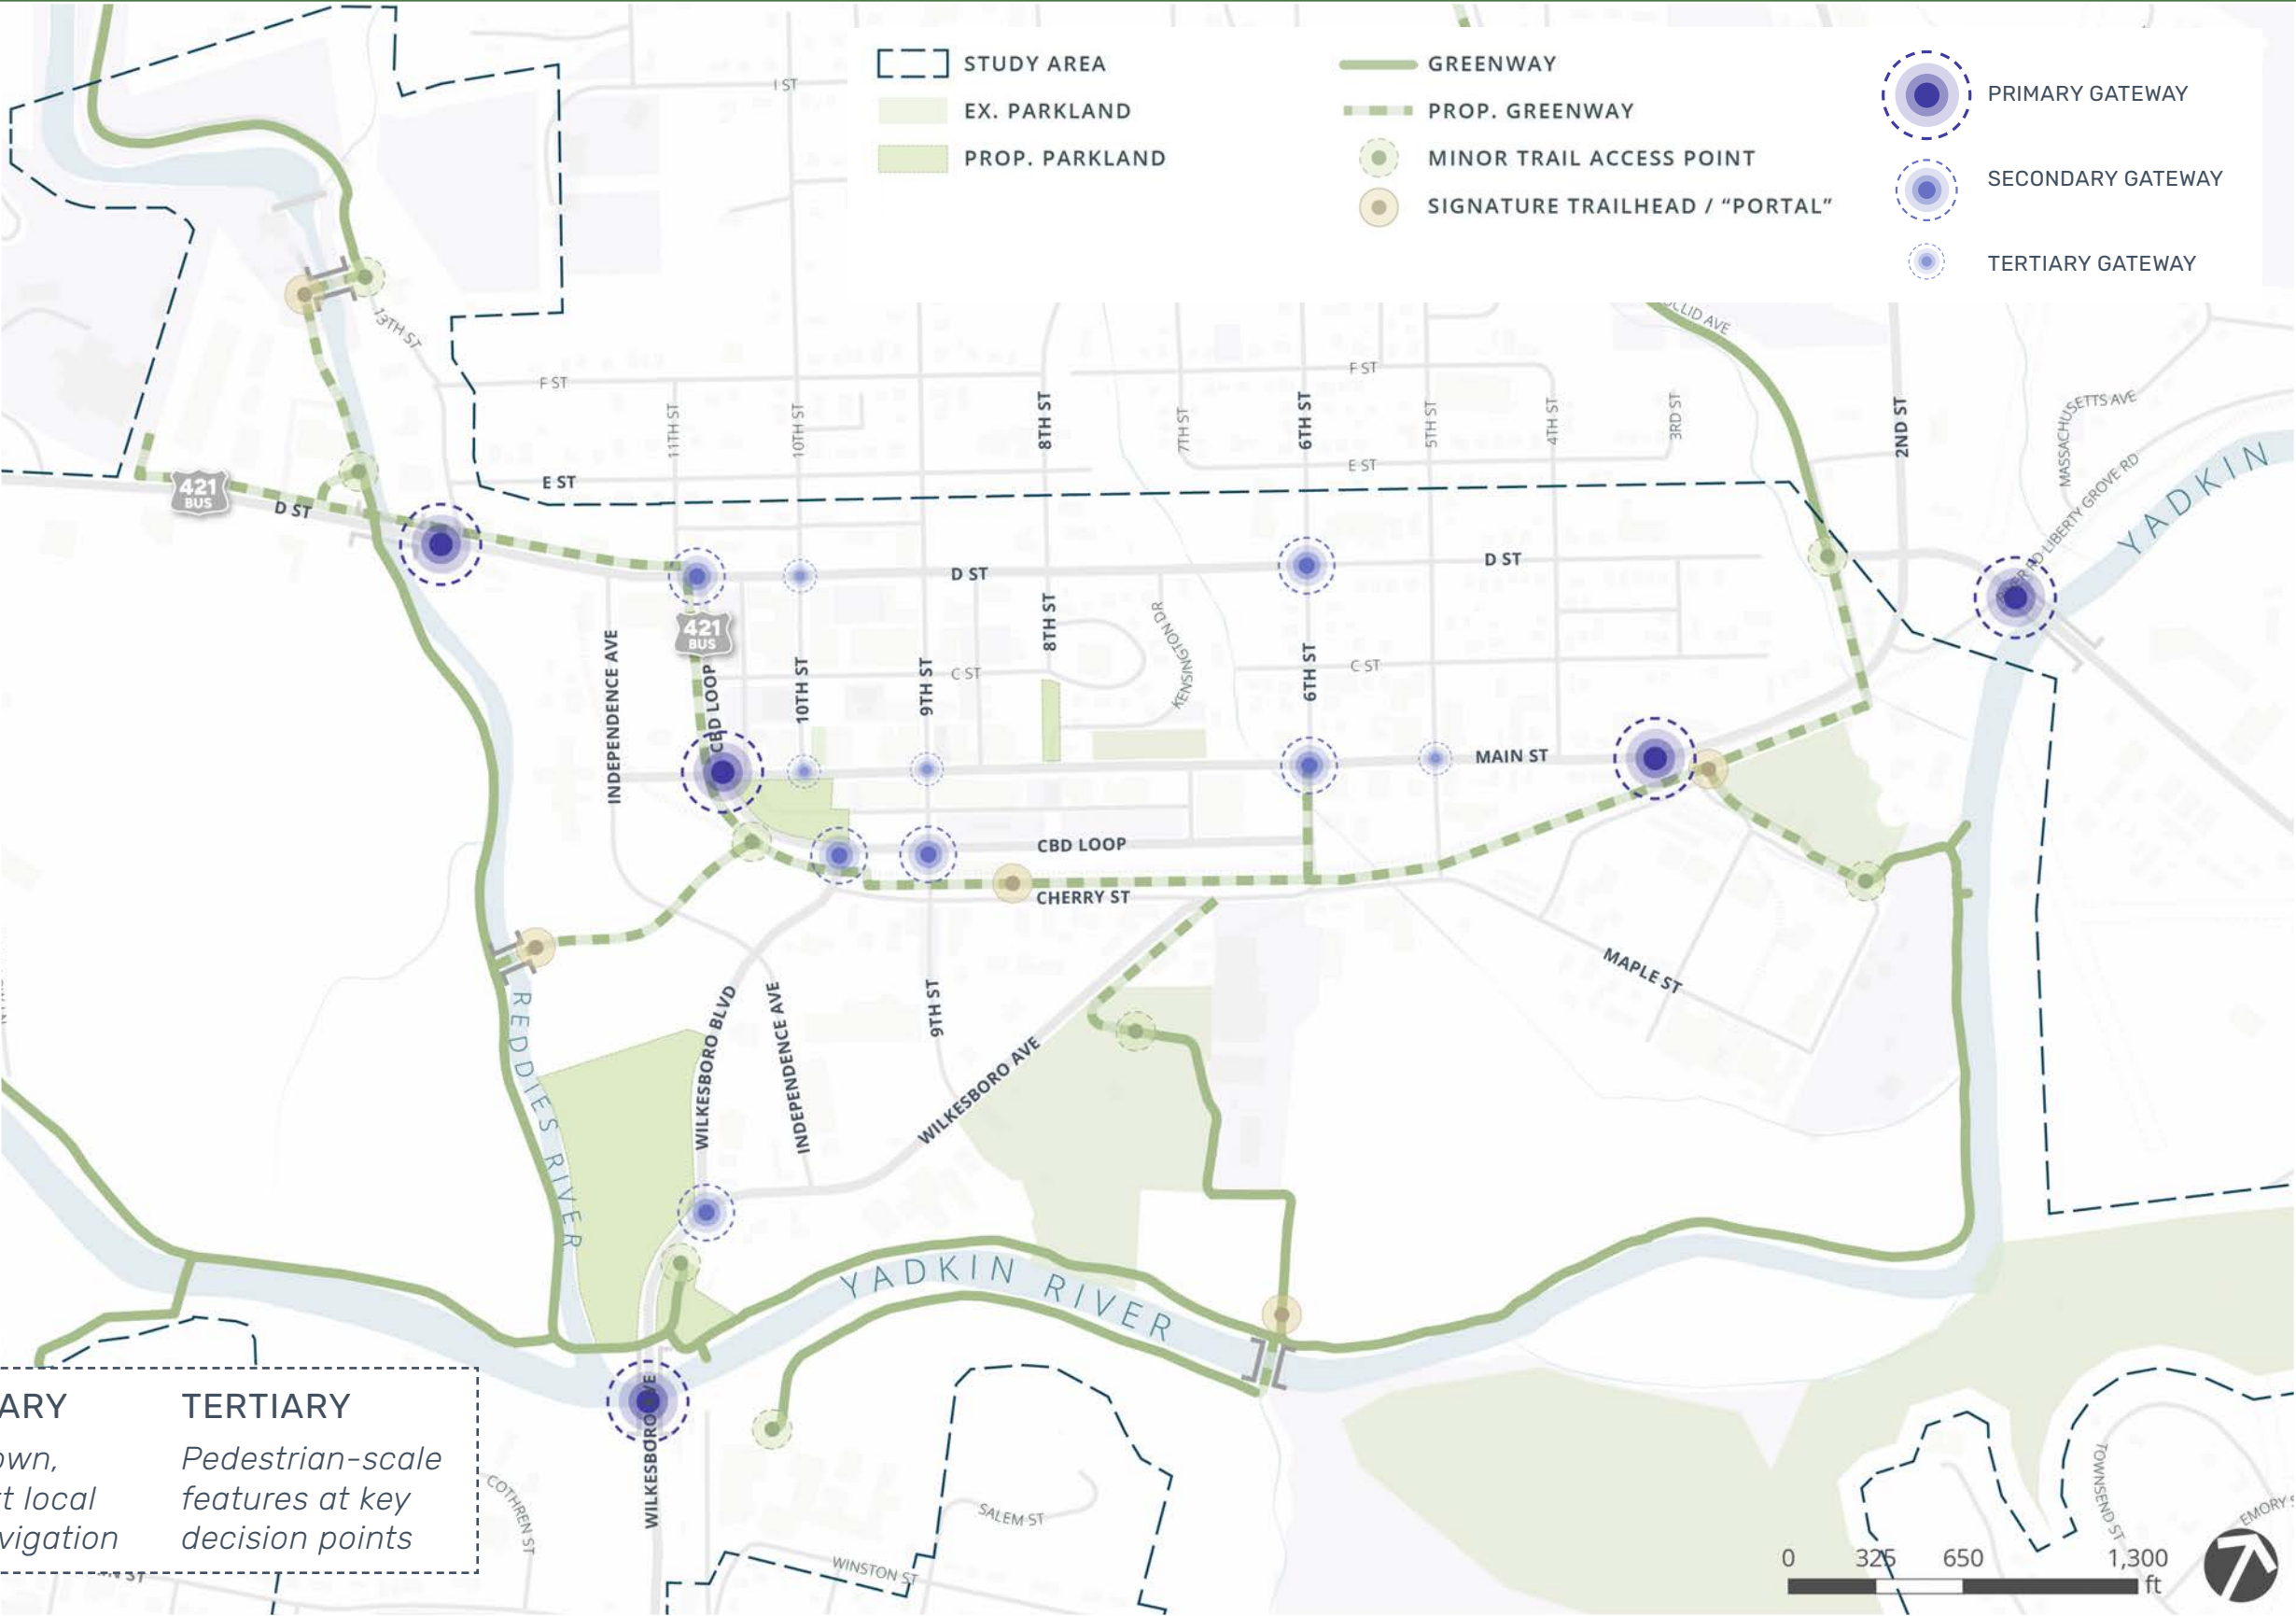 STUDY AREA
EX. PARKLAND
PROP. PARKLAND
GREENWAY
PROP. GREENWAY
MINOR TRAIL ACCESS POINT
SIGNATURE TRAILHEAD / “PORTAL”
PRIMARY GATEWAY
SECONDARY GATEWAY
TERTIARY GATEWAY
I ST
13TH ST
F ST
F ST
11TH ST
10TH ST
8TH ST
7TH ST
6TH ST
5TH ST
4TH ST
3RD ST
2ND ST
MASSACHUSETTS AVE
LIBERTY GROVE RD
YADKIN
E ST
E ST
421
BUS
D ST
D ST
D ST
421
BUS
INDEPENDENCE AVE
CBD LOOP
10TH ST
9TH ST
C ST
8TH ST
KENSINGTON DR
6TH ST
C ST
MAIN ST
CBD LOOP
CHERRY ST
MAPLE ST
REDDIES RIVER
WILKESBORO BLVD
INDEPENDENCE AVE
9TH ST
WILKESBORO AVE
YADKIN RIVER
WILKESBORO AVE
COTHREN ST
SALEM ST
WINSTON ST
TOWNSEND ST
EMORY
ARY
own,
t local
vigation
TERTIARY
Pedestrian-scale
features at key
decision points
0 325 650 1,300
ft